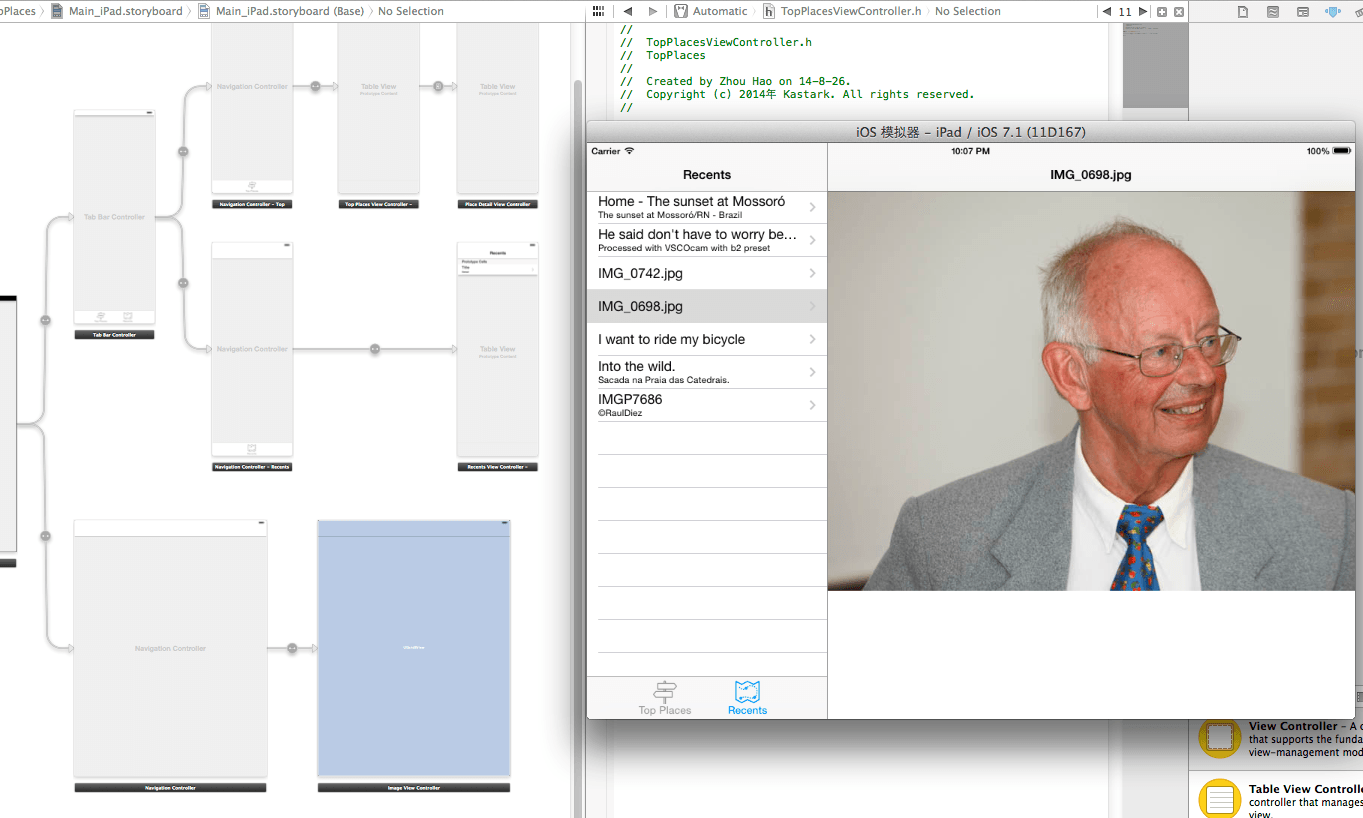 pPlaces
Main_iPad.storyboard
Main_iPad.storyboard (Base)
No Selection
Automatic
TopPlacesViewController.h
No Selection
11
//
// TopPlacesViewController.h
// TopPlaces
//
// Created by Zhou Hao on 14-8-26.
// Copyright (c) 2014年 Kastark. All rights reserved.
//
Navigation Controller
Table View
Prototype Content
Table View
Prototype Content
Navigation Controller - Top
Top Places View Controller -
Place Detail View Controller
Tab Bar Controller
Tab Bar Controller
Recents
Prototype Cells
Title
Navigation Controller
Table View
Prototype Content
Navigation Controller - Recents
Recents View Controller -
Navigation Controller
Navigation Controller
Image View Controller
iOS 模拟器 - iPad / iOS 7.1 (11D167)
Carrier
10:07 PM
100%
Recents
IMG_0698.jpg
Home - The sunset at Mossoró
The sunset at Mossoró/RN - Brazil
He said don't have to worry be…
Processed with VSCOcam with b2 preset
IMG_0742.jpg
IMG_0698.jpg
I want to ride my bicycle
Into the wild.
Sacada na Praia das Catedrais.
IMGP7686
©RaulDiez
Top Places
Recents
View Controller - A c
that supports the funda
view-management mod
Table View Controlle
controller that manages
view.